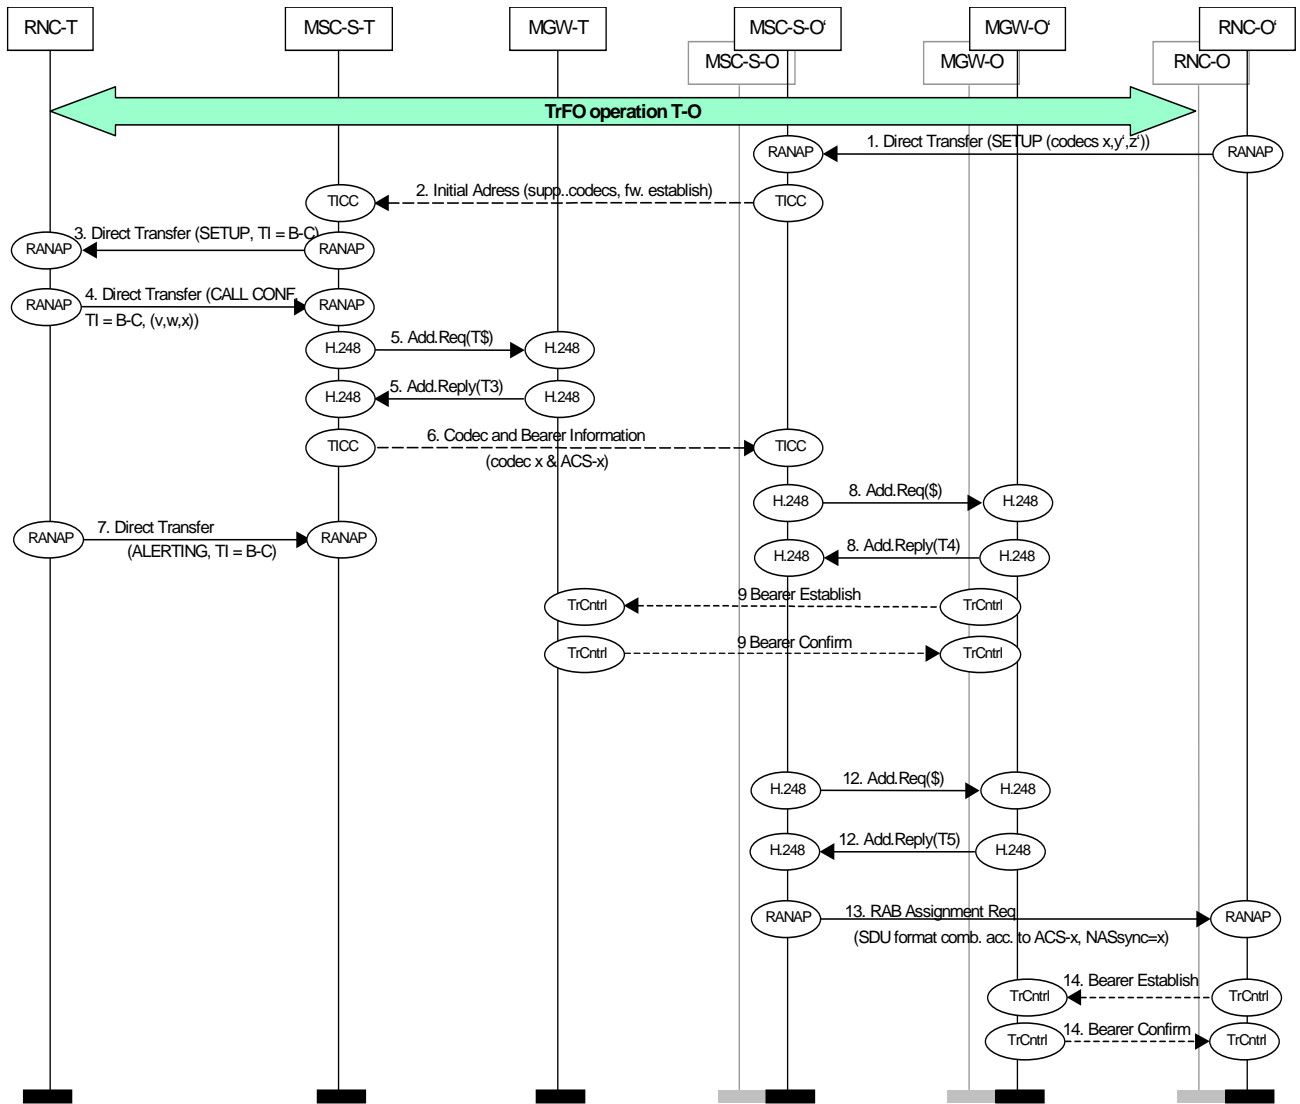 RNC-T
MSC-S-T
MGW-T
MSC-S-O‘
MGW-O‘
RNC-O‘
MSC-S-O
MGW-O
RNC-O
TrFO operation T-O
RANAP
1. Direct Transfer (SETUP (codecs x,y‘,z‘))
RANAP
TICC
2. Initial Adress (supp..codecs, fw. establish)
TICC
3. Direct Transfer (SETUP, TI = B-C)
RANAP
RANAP
RANAP
4. Direct Transfer (CALL CONF,
TI = B-C, (v,w,x))
RANAP
H.248
5. Add.Req(T$)
H.248
H.248
5. Add.Reply(T3)
H.248
TICC
6. Codec and Bearer Information
(codec x & ACS-x)
TICC
H.248
8. Add.Req($)
H.248
RANAP
7. Direct Transfer
(ALERTING, TI = B-C)
RANAP
H.248
8. Add.Reply(T4)
H.248
TrCntrl
9 Bearer Establish
TrCntrl
TrCntrl
9 Bearer Confirm
TrCntrl
H.248
12. Add.Req($)
H.248
H.248
12. Add.Reply(T5)
H.248
RANAP
13. RAB Assignment Req
(SDU format comb. acc. to ACS-x, NASsync=x)
RANAP
TrCntrl
14. Bearer Establish
TrCntrl
TrCntrl
14. Bearer Confirm
TrCntrl